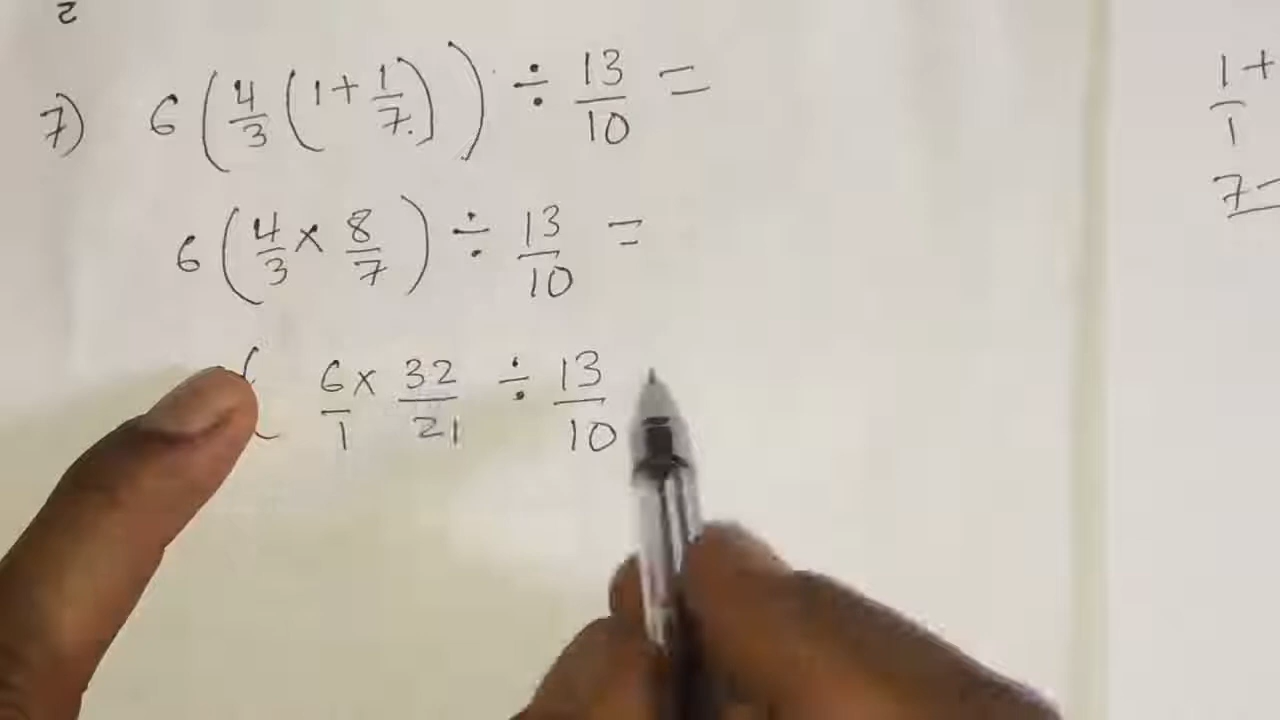 2
7) 6(4/3(1+1/7)) ÷ 13/10 =
6(4/3 × 8/7) ÷ 13/10 =
( 6/1 × 32/21 ÷ 13/10
1/1 +
7-